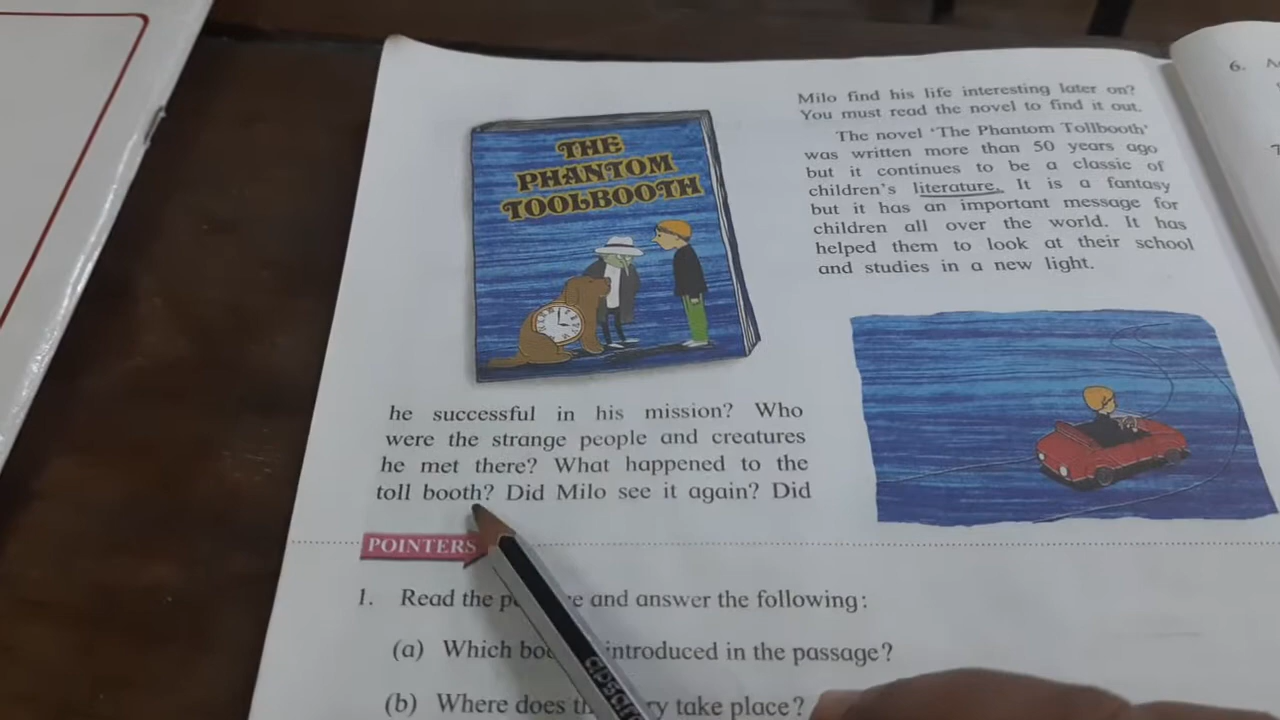 THE
PHANTOM
TOOLBOOTH
he successful in his mission? Who
were the strange people and creatures
he met there? What happened to the
toll booth? Did Milo see it again? Did
Milo find his life interesting later on?
You must read the novel to find it out.
The novel ‘The Phantom Tollbooth’
was written more than 50 years ago
but it continues to be a classic of
children’s literature. It is a fantasy
but it has an important message for
children all over the world. It has
helped them to look at their school
and studies in a new light.
POINTERS
1. Read the and answer the following:
(a) Which introduced in the passage?
(b) Where does take place?
apsara
6.